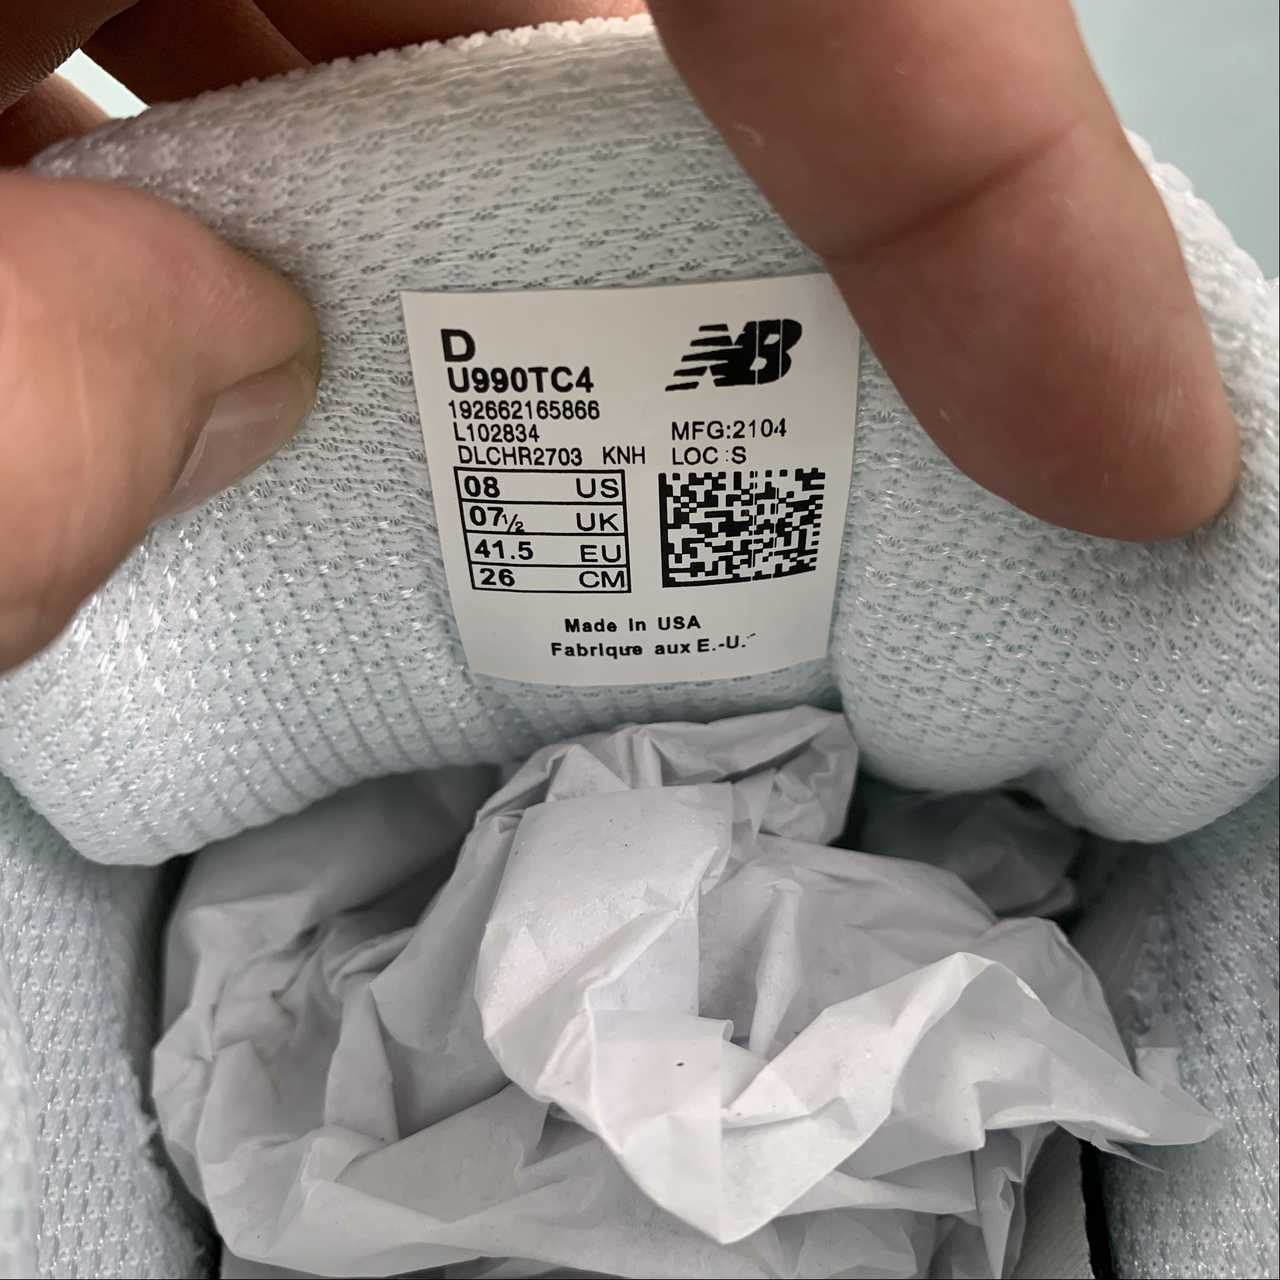 D
NB
U990TC4
192662165866
L102834
MFG:2104
DLCHR2703 KNH
LOC:S
08 US
07½ UK
41.5 EU
26 CM
Made In USA
Fabrique aux E.-U.